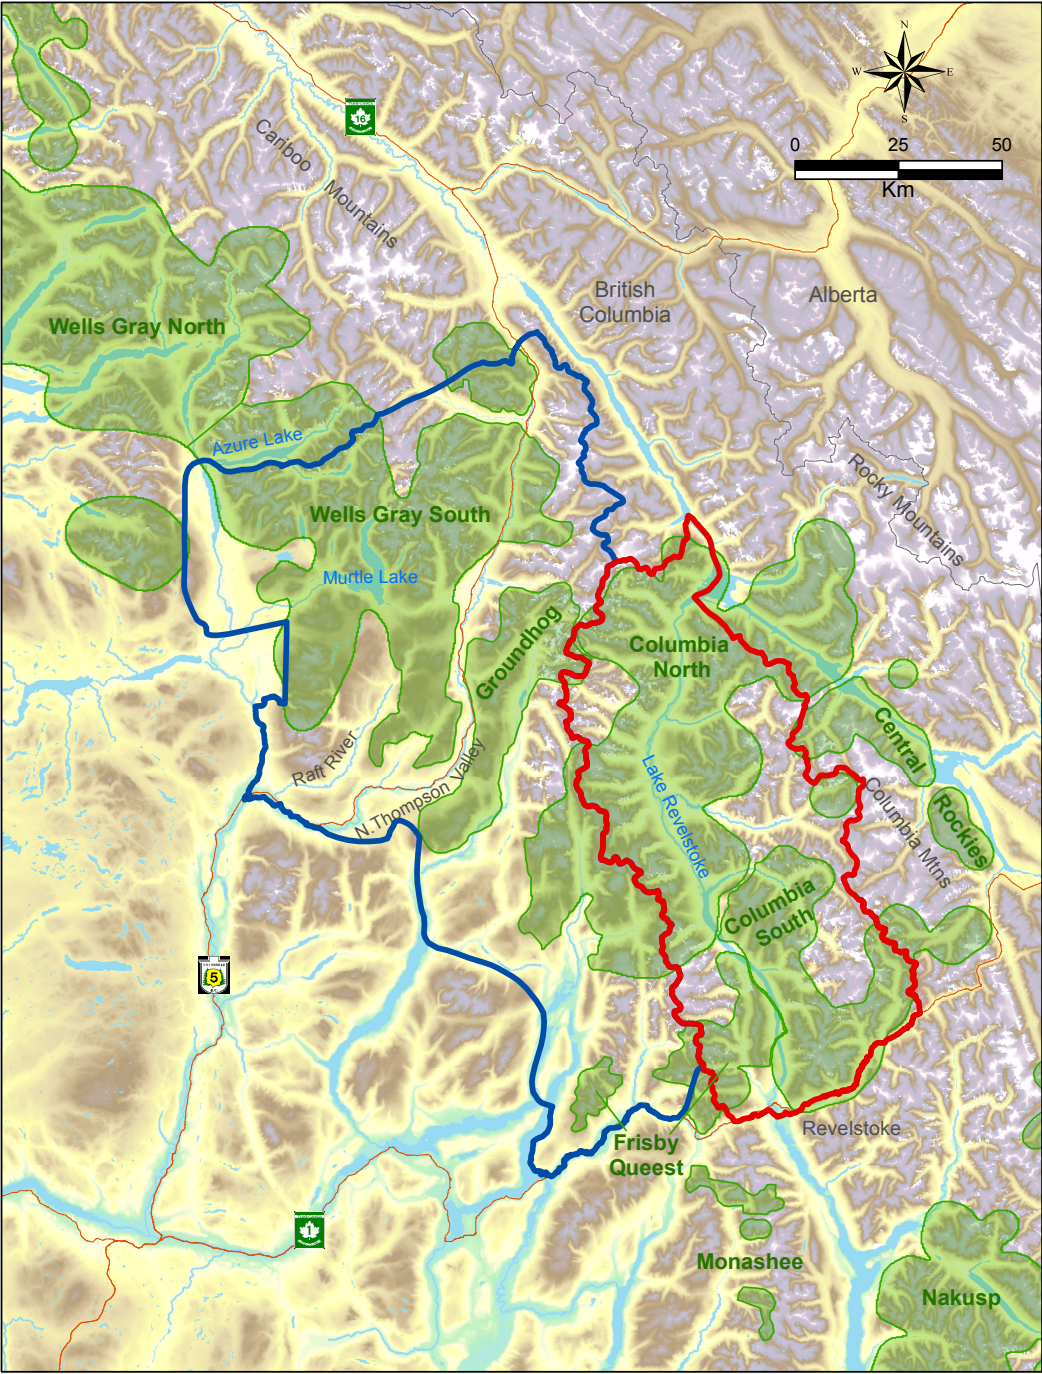 N
W
E
S
16
0 25 50
Km
Cariboo
Mountains
British
Columbia
Alberta
Wells Gray North
Azure Lake
Rocky Mountains
Wells Gray South
Murtle Lake
Groundhog
Columbia
North
Central
Rockies
Lake Revelstoke
Raft River
N.Thompson Valley
Columbia Mtns
Columbia
South
5
Frisby
Queest
Revelstoke
1
Monashee
Nakusp